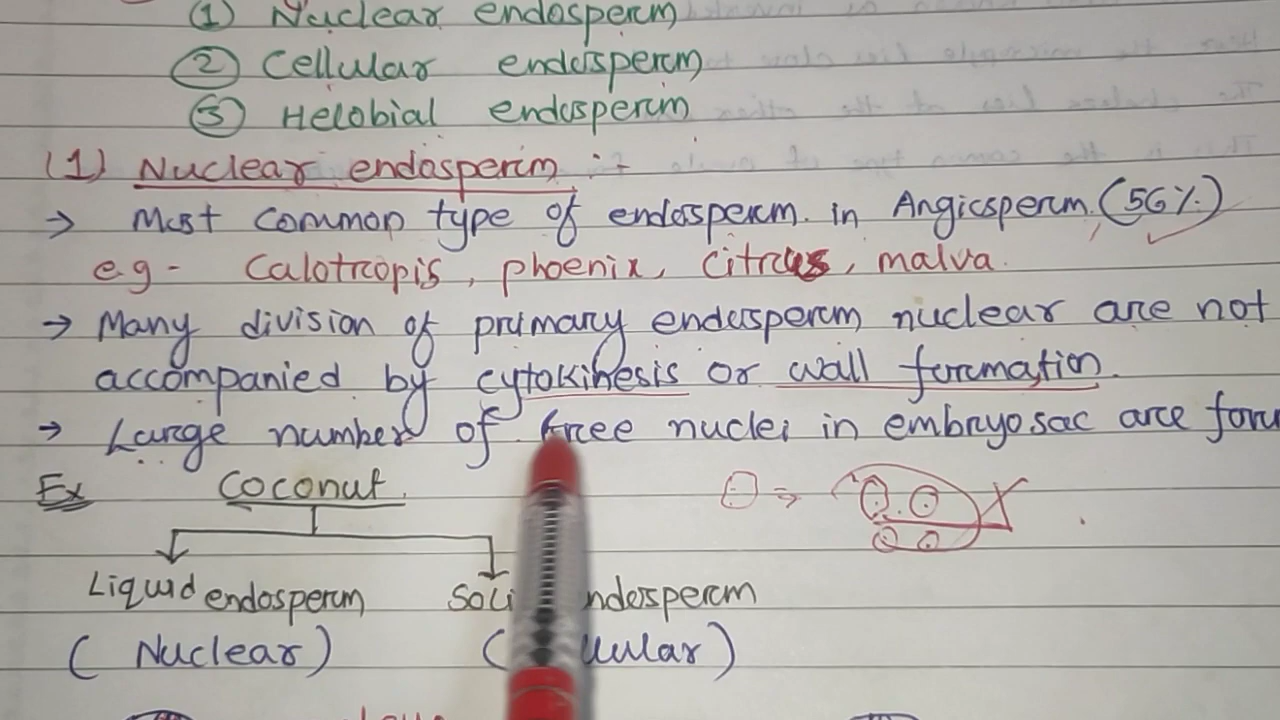 (1) Nuclear endosperm
(2) Cellular endosperm
(3) Helobial endosperm
(1) Nuclear endosperm :-
→ Most common type of endosperm in Angiosperm. (56%)
e.g - Calotropis, phoenix, Citrus, malva.
→ Many division of primary endosperm nuclear are not
accompanied by cytokinesis or wall formation.
→ Large number of free nuclei in embryosac are
Ex Coconut
Liquid endosperm
(Nuclear)